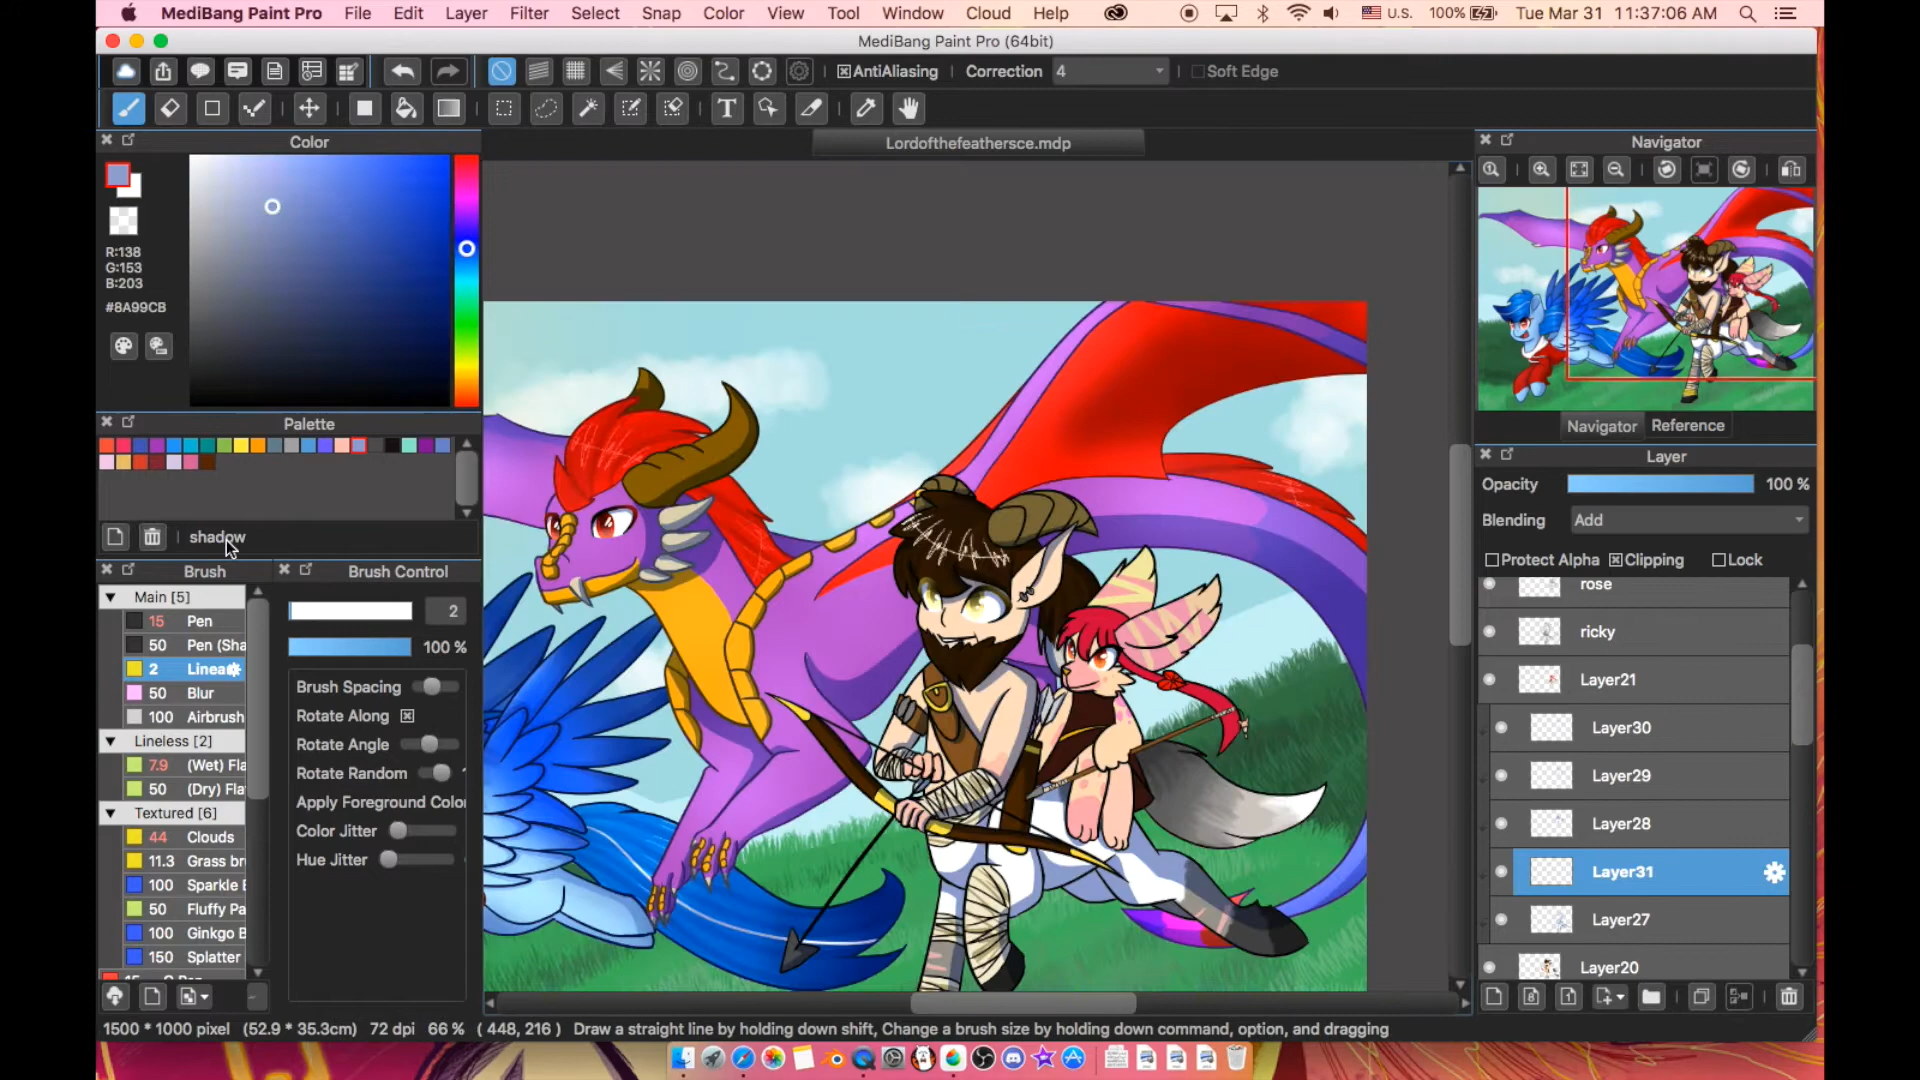 MediBang Paint Pro File Edit Layer Filter Select Snap Color View Tool Window Cloud Help U.S. 100% Tue Mar 31 11:37:06 AM
MediBang Paint Pro (64bit)
AntiAliasing Correction 4 Soft Edge
T
Color
Lordofthefeathersce.mdp
Navigator
R:138
G:153
B:203
#8A99CB
Palette
Navigator Reference
Layer
Opacity 100 %
Blending Add
shadow
Protect Alpha Clipping Lock
Brush
Brush Control
Main [5]
15 Pen
50 Pen (Sha
2 Linea
50 Blur
100 Airbrush
Lineless [2]
7.9 (Wet) Fla
50 (Dry) Fla
Textured [6]
44 Clouds
11.3 Grass br
100 Sparkle B
50 Fluffy Pa
100 Ginkgo B
150 Splatter
2
100 %
Brush Spacing
Rotate Along
Rotate Angle
Rotate Random
Apply Foreground Color
Color Jitter
Hue Jitter
rose
ricky
Layer21
Layer30
Layer29
Layer28
Layer31
Layer27
Layer20
1500 * 1000 pixel (52.9 * 35.3cm) 72 dpi 66 % ( 448, 216 ) Draw a straight line by holding down shift, Change a brush size by holding down command, option, and dragging